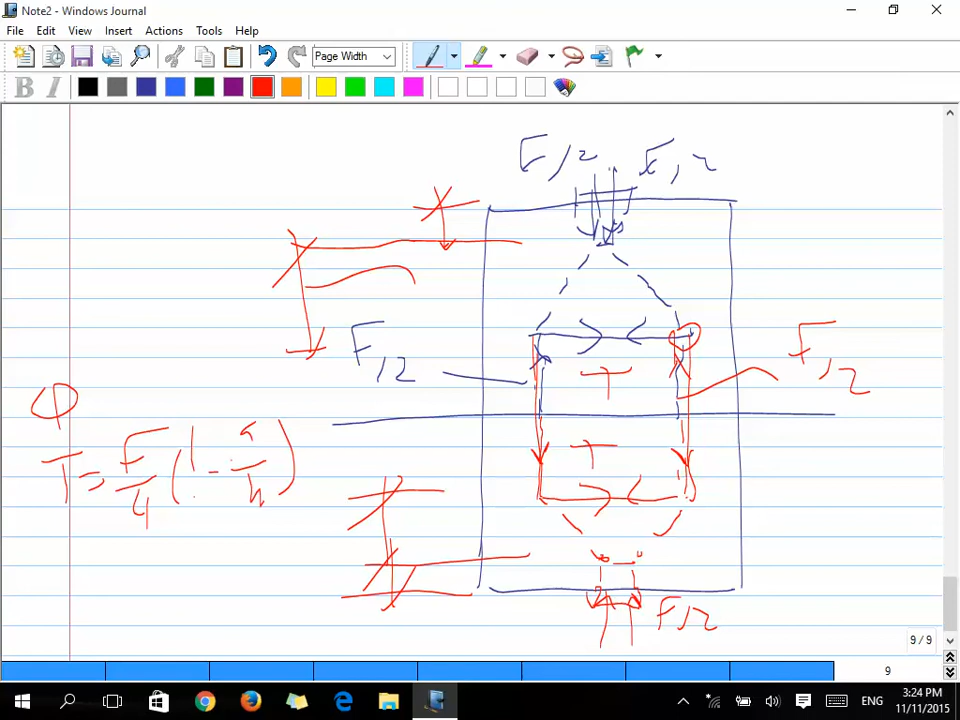 Note2 - Windows Journal
File Edit View Insert Actions Tools Help
Page Width
B I
F/2 F/2
F/2
F/2
T
Φ
T = F/4 (1 - a/h)
T
F/2
9 / 9
9
ENG
3:24 PM
11/11/2015